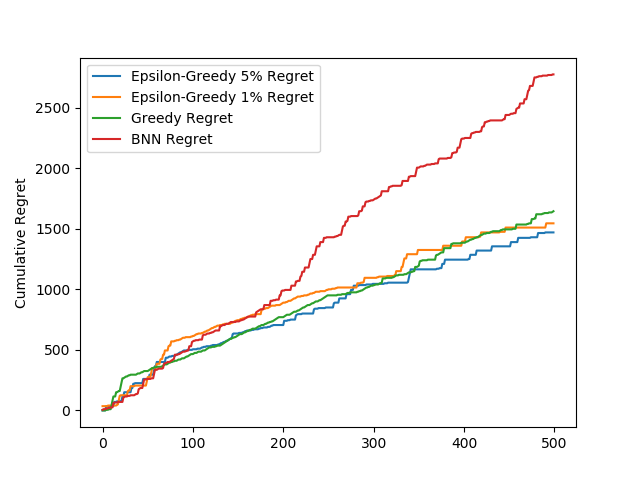 Epsilon-Greedy 5% Regret
Epsilon-Greedy 1% Regret
Greedy Regret
BNN Regret
Cumulative Regret
2500
2000
1500
1000
500
0
0 100 200 300 400 500